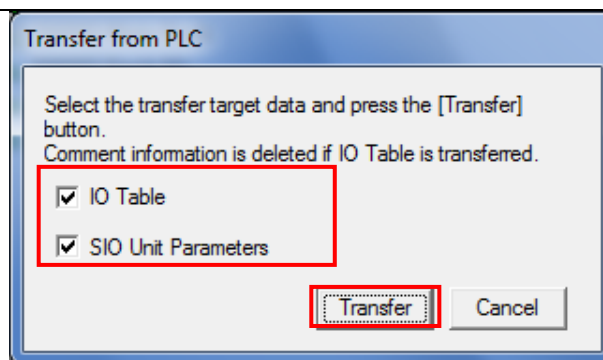 Transfer from PLC
Select the transfer target data and press the [Transfer]
button.
Comment information is deleted if IO Table is transferred.
IO Table
SIO Unit Parameters
Transfer Cancel